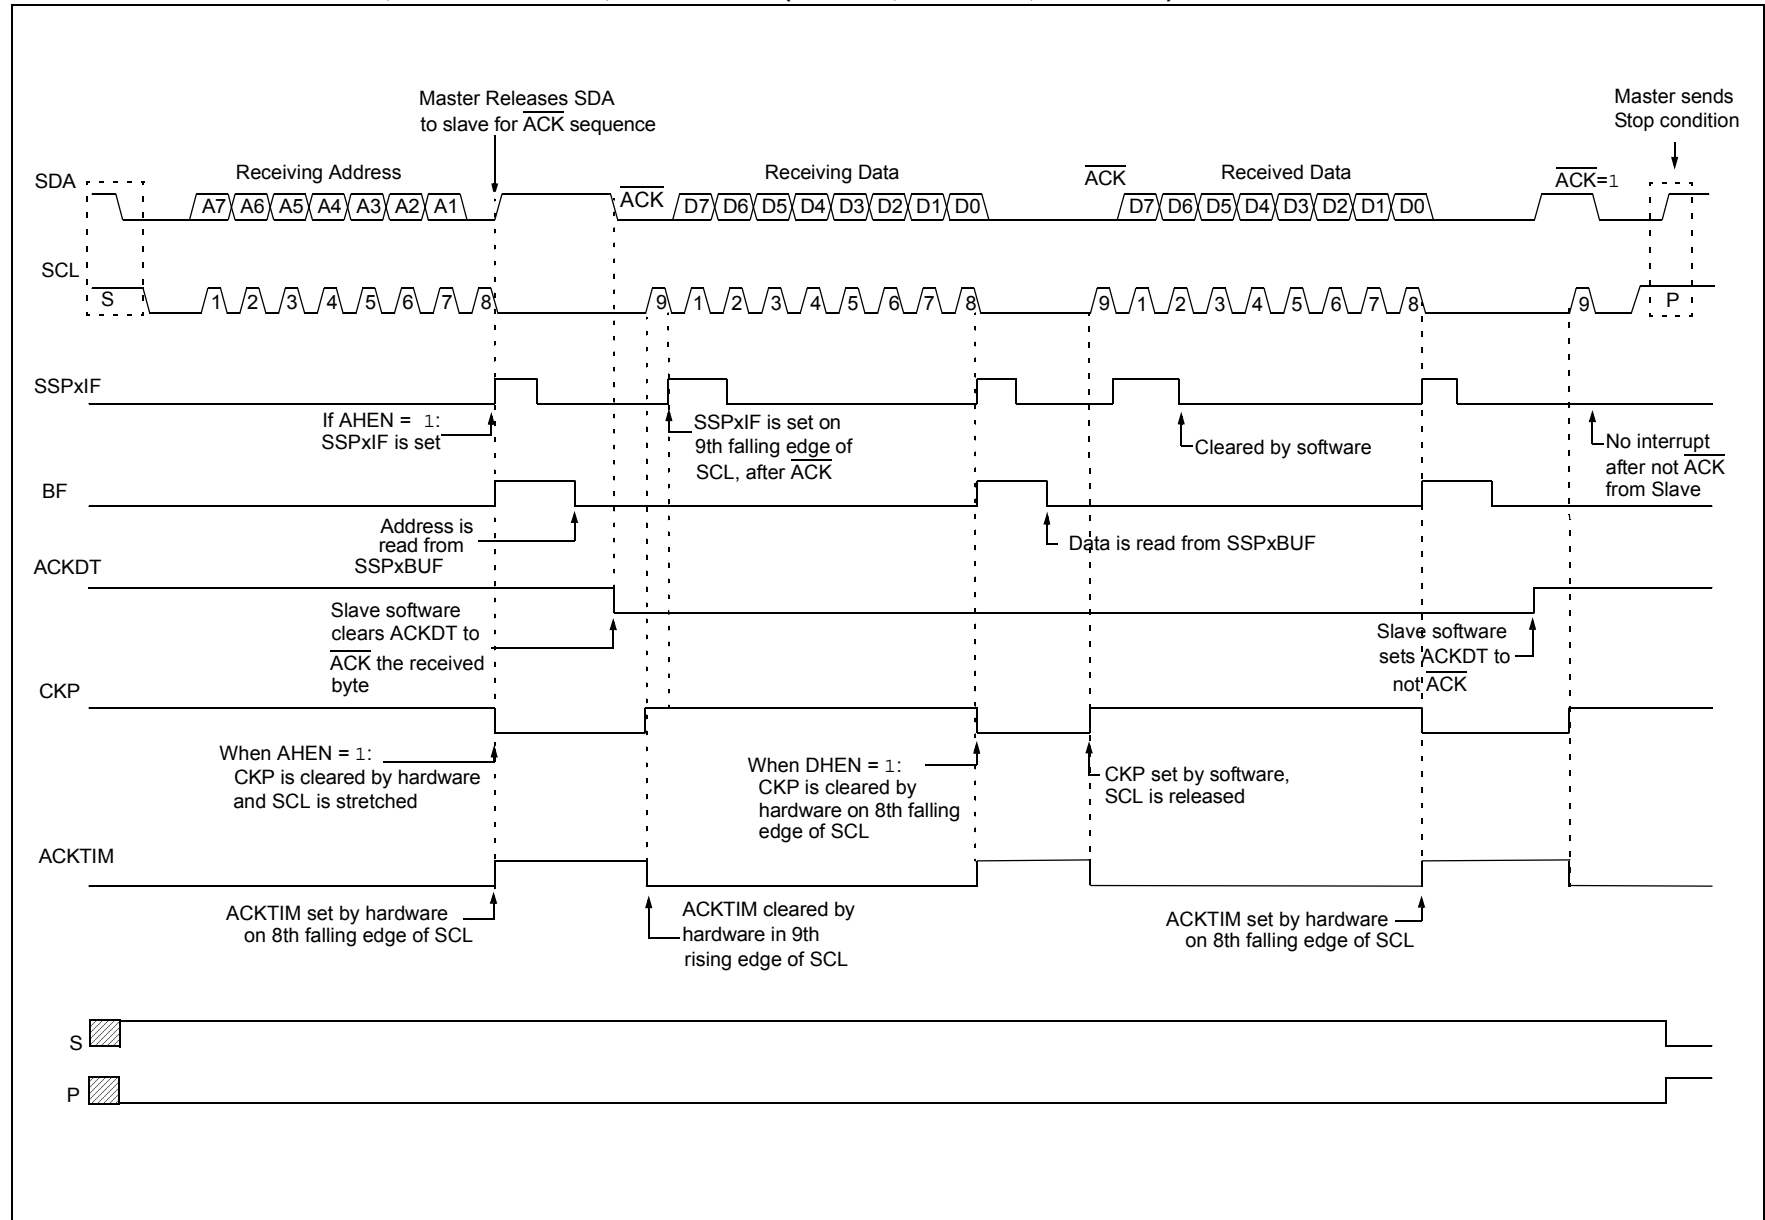 Master Releases SDA
to slave for ACK sequence
Master sends
Stop condition
SDA
Receiving Address
ACK
Receiving Data
ACK
Received Data
ACK=1
A7 A6 A5 A4 A3 A2 A1
D7 D6 D5 D4 D3 D2 D1 D0
D7 D6 D5 D4 D3 D2 D1 D0
SCL
S
1 2 3 4 5 6 7 8
9 1 2 3 4 5 6 7 8
9 1 2 3 4 5 6 7 8
9
P
SSPxIF
If AHEN = 1:
SSPxIF is set
SSPxIF is set on
9th falling edge of
SCL, after ACK
Cleared by software
No interrupt
after not ACK
from Slave
BF
Address is
read from
SSPxBUF
Data is read from SSPxBUF
ACKDT
Slave software
clears ACKDT to
ACK the received
byte
Slave software
sets ACKDT to
not ACK
CKP
When AHEN = 1:
CKP is cleared by hardware
and SCL is stretched
When DHEN = 1:
CKP is cleared by
hardware on 8th falling
edge of SCL
CKP set by software,
SCL is released
ACKTIM
ACKTIM set by hardware
on 8th falling edge of SCL
ACKTIM cleared by
hardware in 9th
rising edge of SCL
ACKTIM set by hardware
on 8th falling edge of SCL
S
P